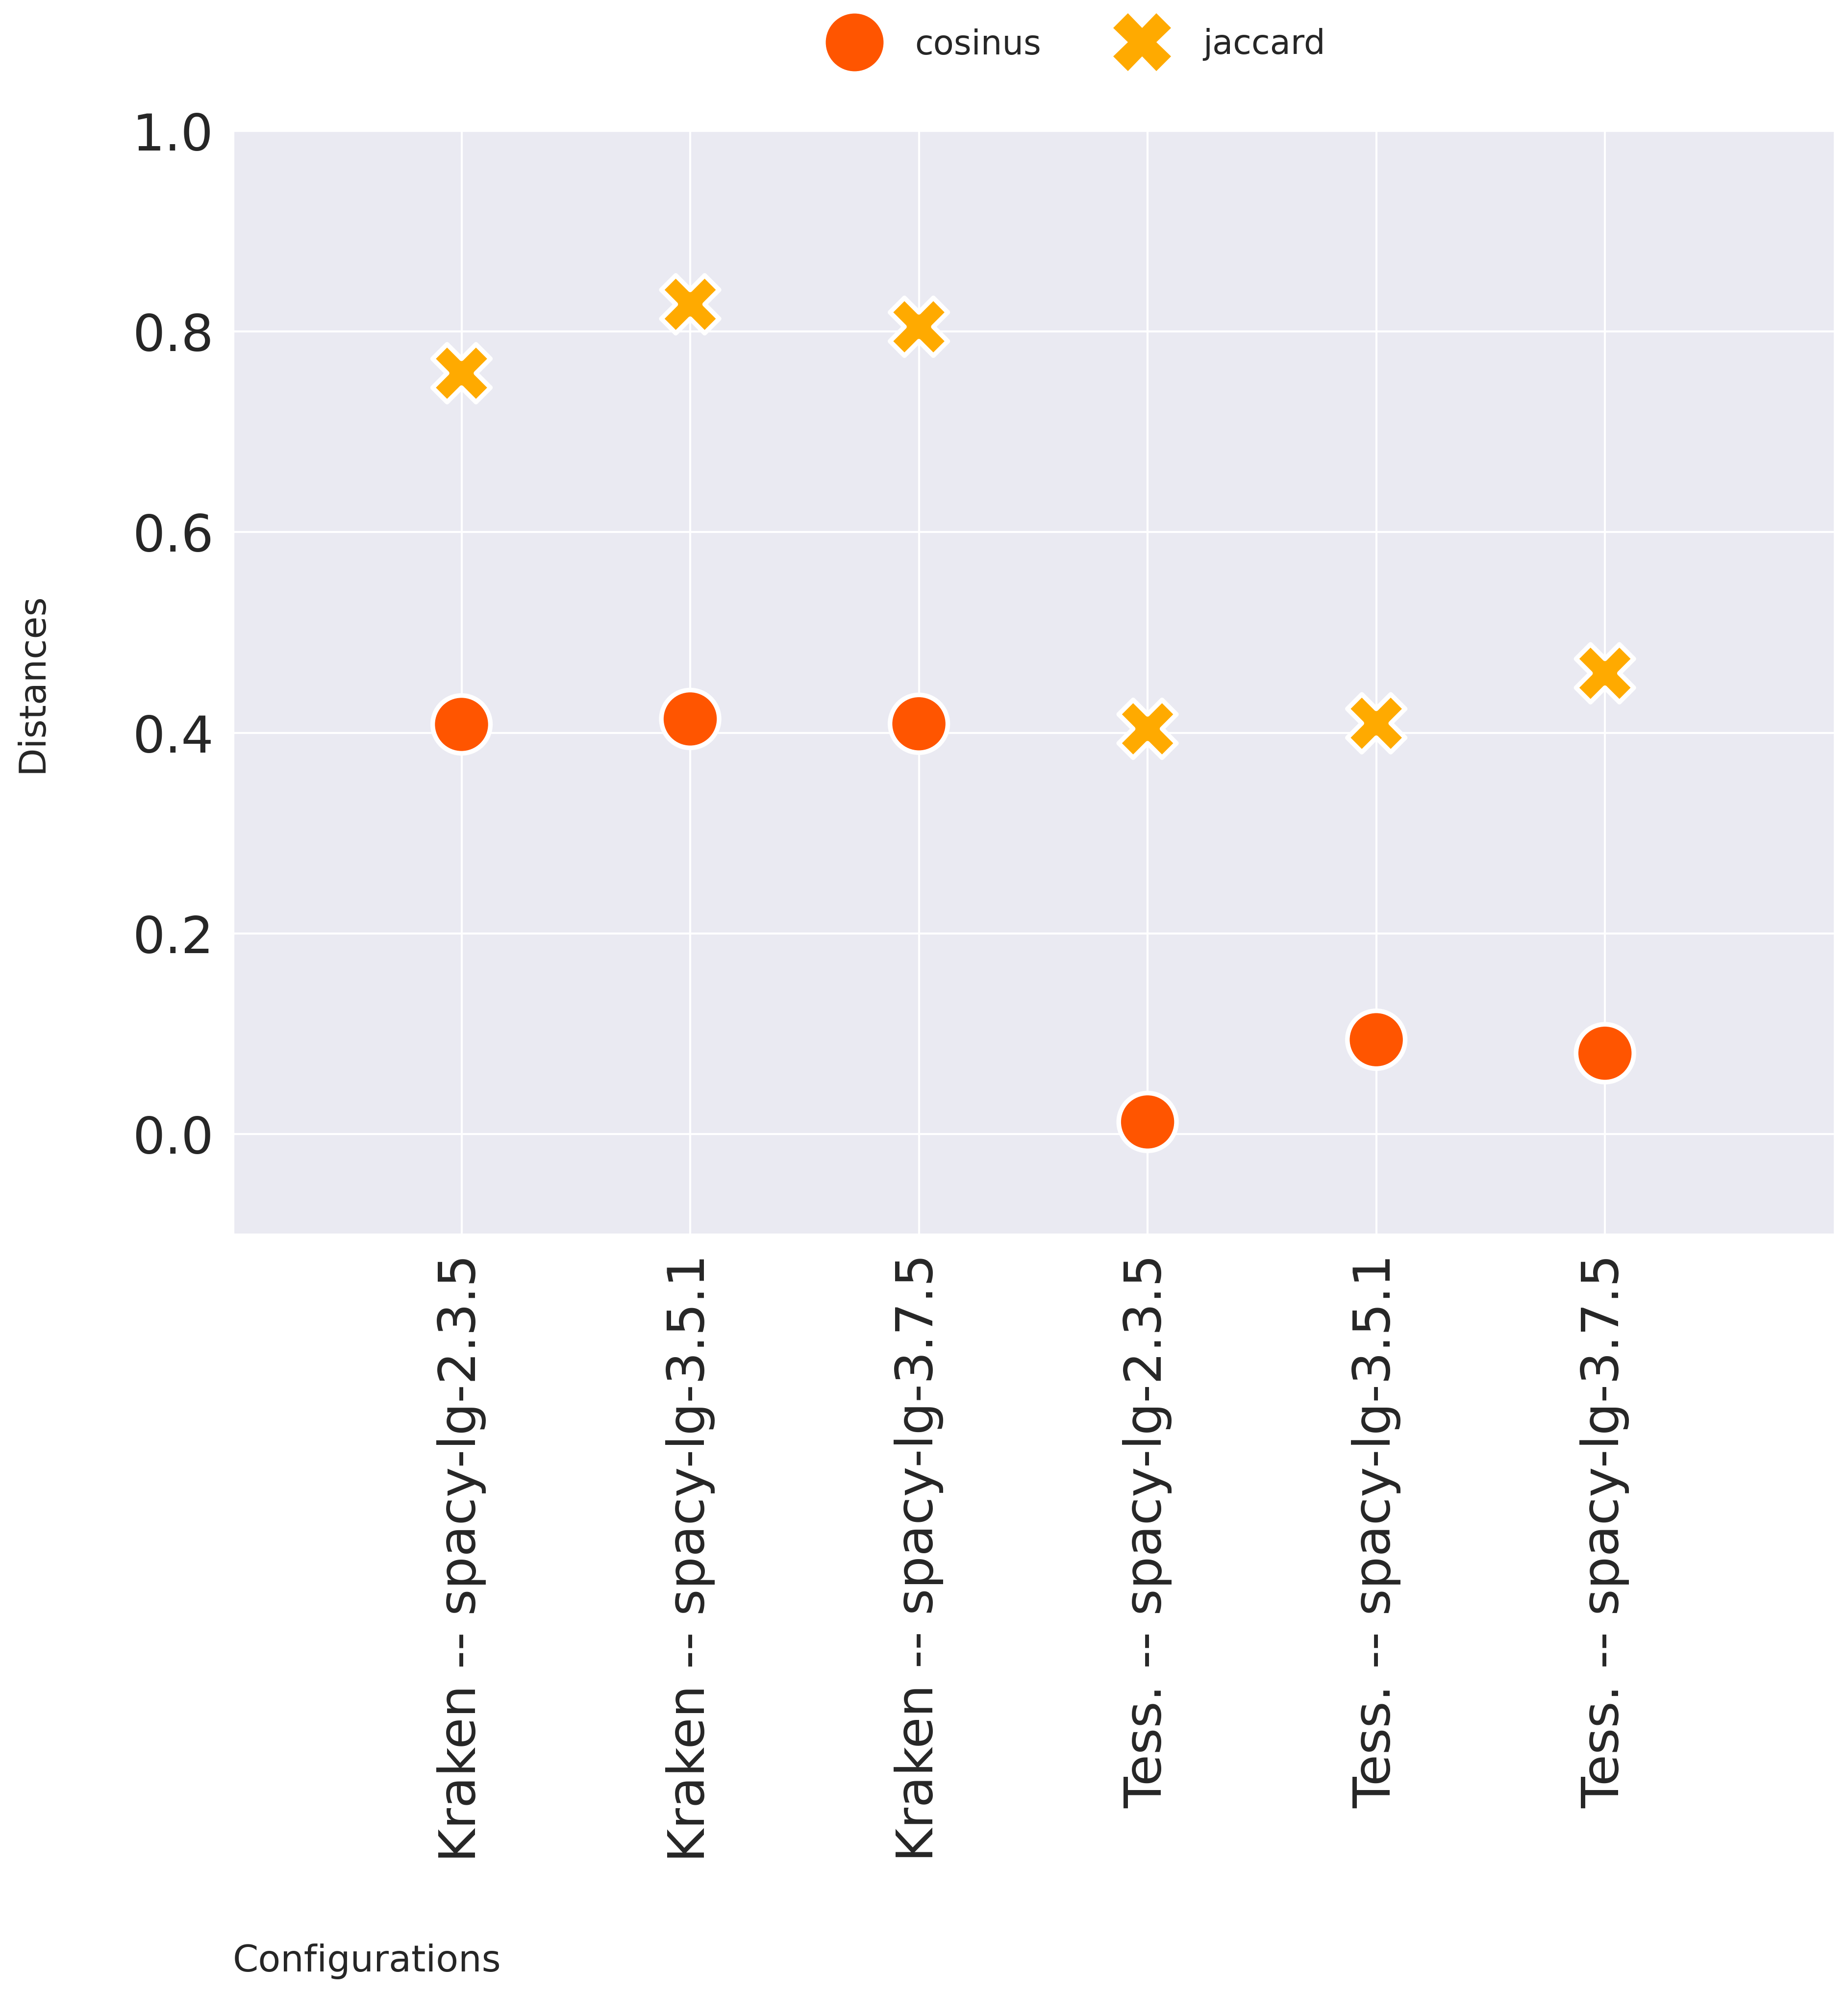 cosinus jaccard
1.0
0.8
0.6
0.4
0.2
0.0
Distances
Kraken -- spacy-lg-2.3.5
Kraken -- spacy-lg-3.5.1
Kraken -- spacy-lg-3.7.5
Tess. -- spacy-lg-2.3.5
Tess. -- spacy-lg-3.5.1
Tess. -- spacy-lg-3.7.5
Configurations